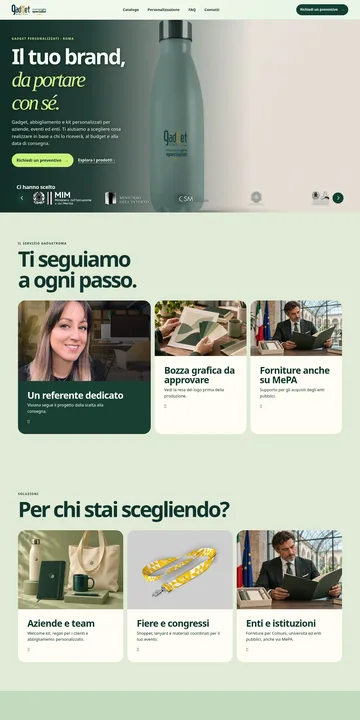 Gadget
Catalogo
Personalizzazione
FAQ
Contatti
Richiedi un preventivo →
GADGET PERSONALIZZATI · ROMA
Il tuo brand,
da portare
con sé.
Gadget, abbigliamento e kit personalizzati per
aziende, eventi ed enti. Ti aiutiamo a scegliere cosa
realizzare in base a chi lo riceverà, al budget e alla
data di consegna.
Richiedi un preventivo →
Esplora i prodotti ↓
Gadget
Ci hanno scelto
MIM
CSM
IL SERVIZIO GADGETROMA
Ti seguiamo
a ogni passo.
Un referente dedicato
Viviana segue il progetto dalla scelta alla
consegna.
Bozza grafica da
approvare
Vedi la resa del logo prima della
produzione.
Forniture anche
su MePA
Supporto per gli acquisti degli enti
pubblici.
SOLUZIONI
Per chi stai scegliendo?
Aziende e team
Welcome kit, regali per i clienti e
abbigliamento personalizzato.
Fiere e congressi
Shopper, lanyard e materiali coordinati per il
tuo evento.
Enti e istituzioni
Forniture per Comuni, università ed enti
pubblici, anche via MePA.